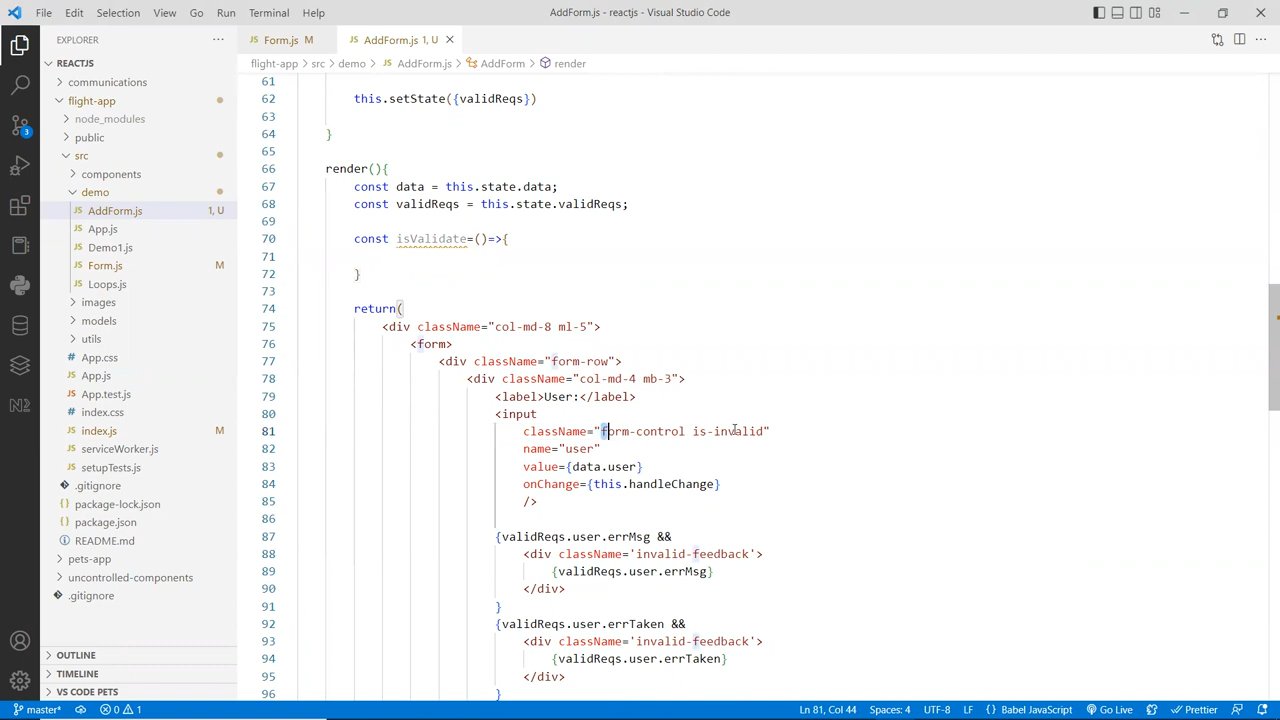 File Edit Selection View Go Run Terminal Help AddForm.js - reactjs - Visual Studio Code
EXPLORER ... Form.js M AddForm.js 1, U
REACTJS flight-app > src > demo > AddForm.js > AddForm > render
communications
flight-app
node_modules
public
src
components
demo
AddForm.js 1, U
App.js
Demo1.js
Form.js M
Loops.js
images
models
utils
App.css
App.js
App.test.js
index.css
index.js
serviceWorker.js
setupTests.js
.gitignore
package-lock.json
package.json
README.md
pets-app
uncontrolled-components
.gitignore
OUTLINE
TIMELINE
VS CODE PETS
3
61
62 this.setState({validReqs})
63
64 }
65
66 render(){
67 const data = this.state.data;
68 const validReqs = this.state.validReqs;
69
70 const isValidate=()=>{
71
72 }
73
74 return(
75 <div className="col-md-8 ml-5">
76 <form>
77 <div className="form-row">
78 <div className="col-md-4 mb-3">
79 <label>User:</label>
80 <input
81 className="form-control is-invalid"
82 name="user"
83 value={data.user}
84 onChange={this.handleChange}
85 />
86
87 {validReqs.user.errMsg &&
88 <div className='invalid-feedback'>
89 {validReqs.user.errMsg}
90 </div>
91 }
92 {validReqs.user.errTaken &&
93 <div className='invalid-feedback'>
94 {validReqs.user.errTaken}
95 </div>
96 }
master* 0 1 Ln 81, Col 44 Spaces: 4 UTF-8 LF {} Babel JavaScript Go Live Prettier